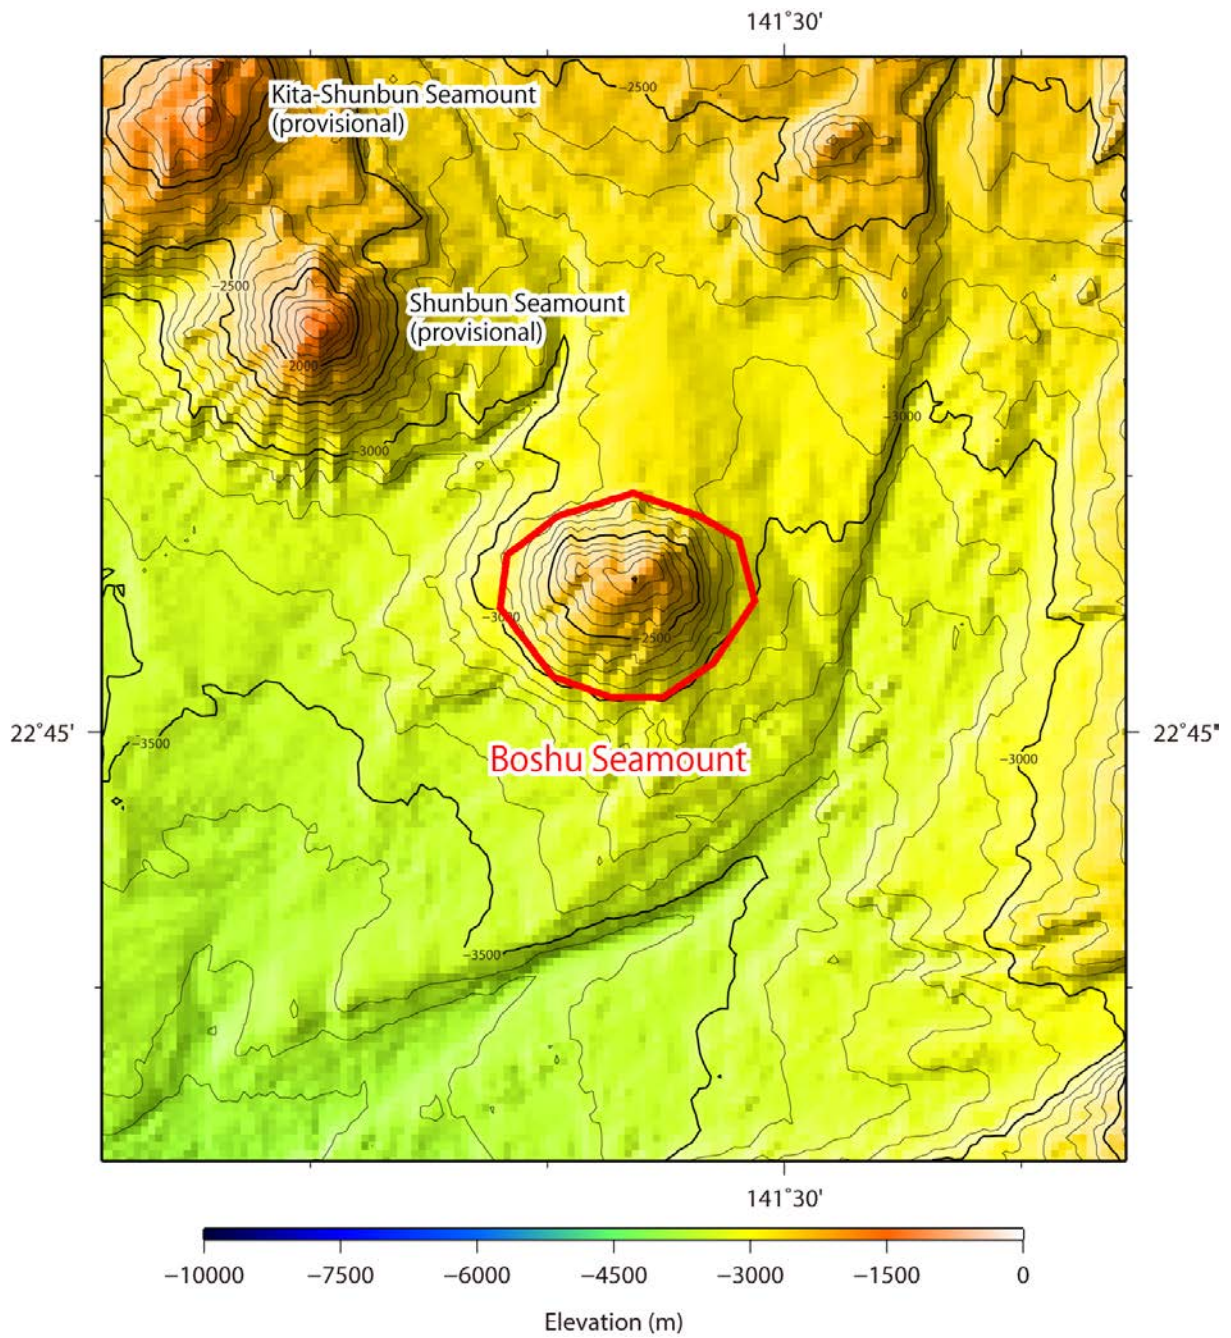 141˚30'
Kita-Shunbun Seamount
(provisional)
−2500
−2500
Shunbun Seamount
(provisional)
−2000
−3000
−3000
−3000
−2500
22˚45'
22˚45'
−3500
Boshu Seamount
−3000
−3500
141˚30'
−10000 −7500 −6000 −4500 −3000 −1500 0
Elevation (m)